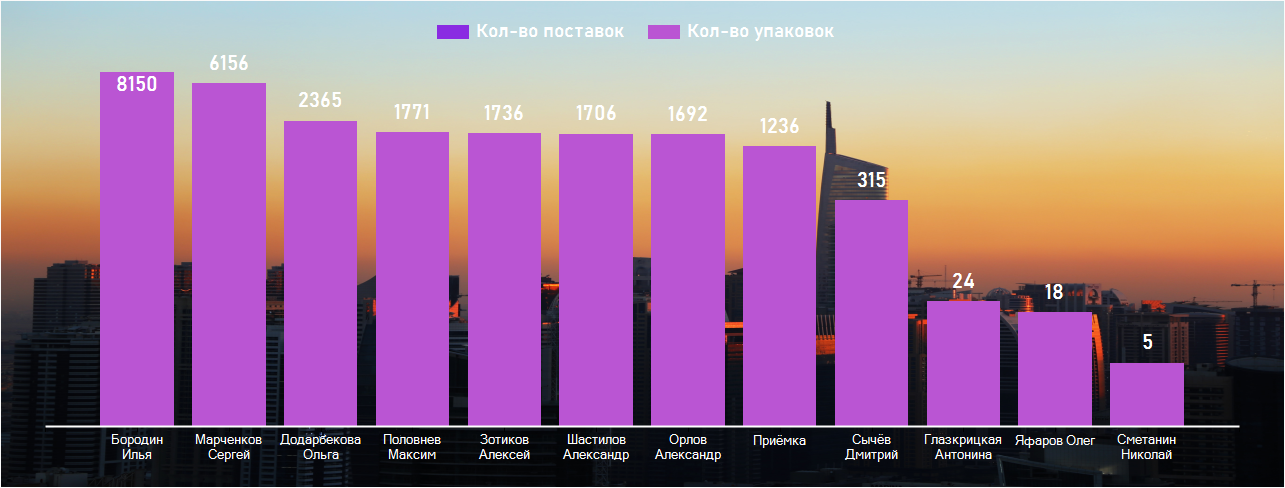 Кол-во поставок Кол-во упаковок
8150 6156 2365 1771 1736 1706 1692 1236 315 24 18 5
Бородин Марченков Додарбекова Половнев Зотиков Шастилов Орлов Приёмка Сычёв Глазкрицкая Яфаров Олег Сметанин
Илья Сергей Ольга Максим Алексей Александр Александр Дмитрий Антонина Николай